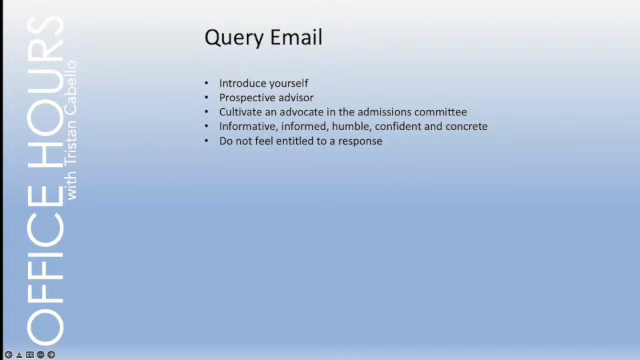 OFFICE HOURS
with Tristan Cabello
Query Email
• Introduce yourself
• Prospective advisor
• Cultivate an advocate in the admissions committee
• Informative, informed, humble, confident and concrete
• Do not feel entitled to a response